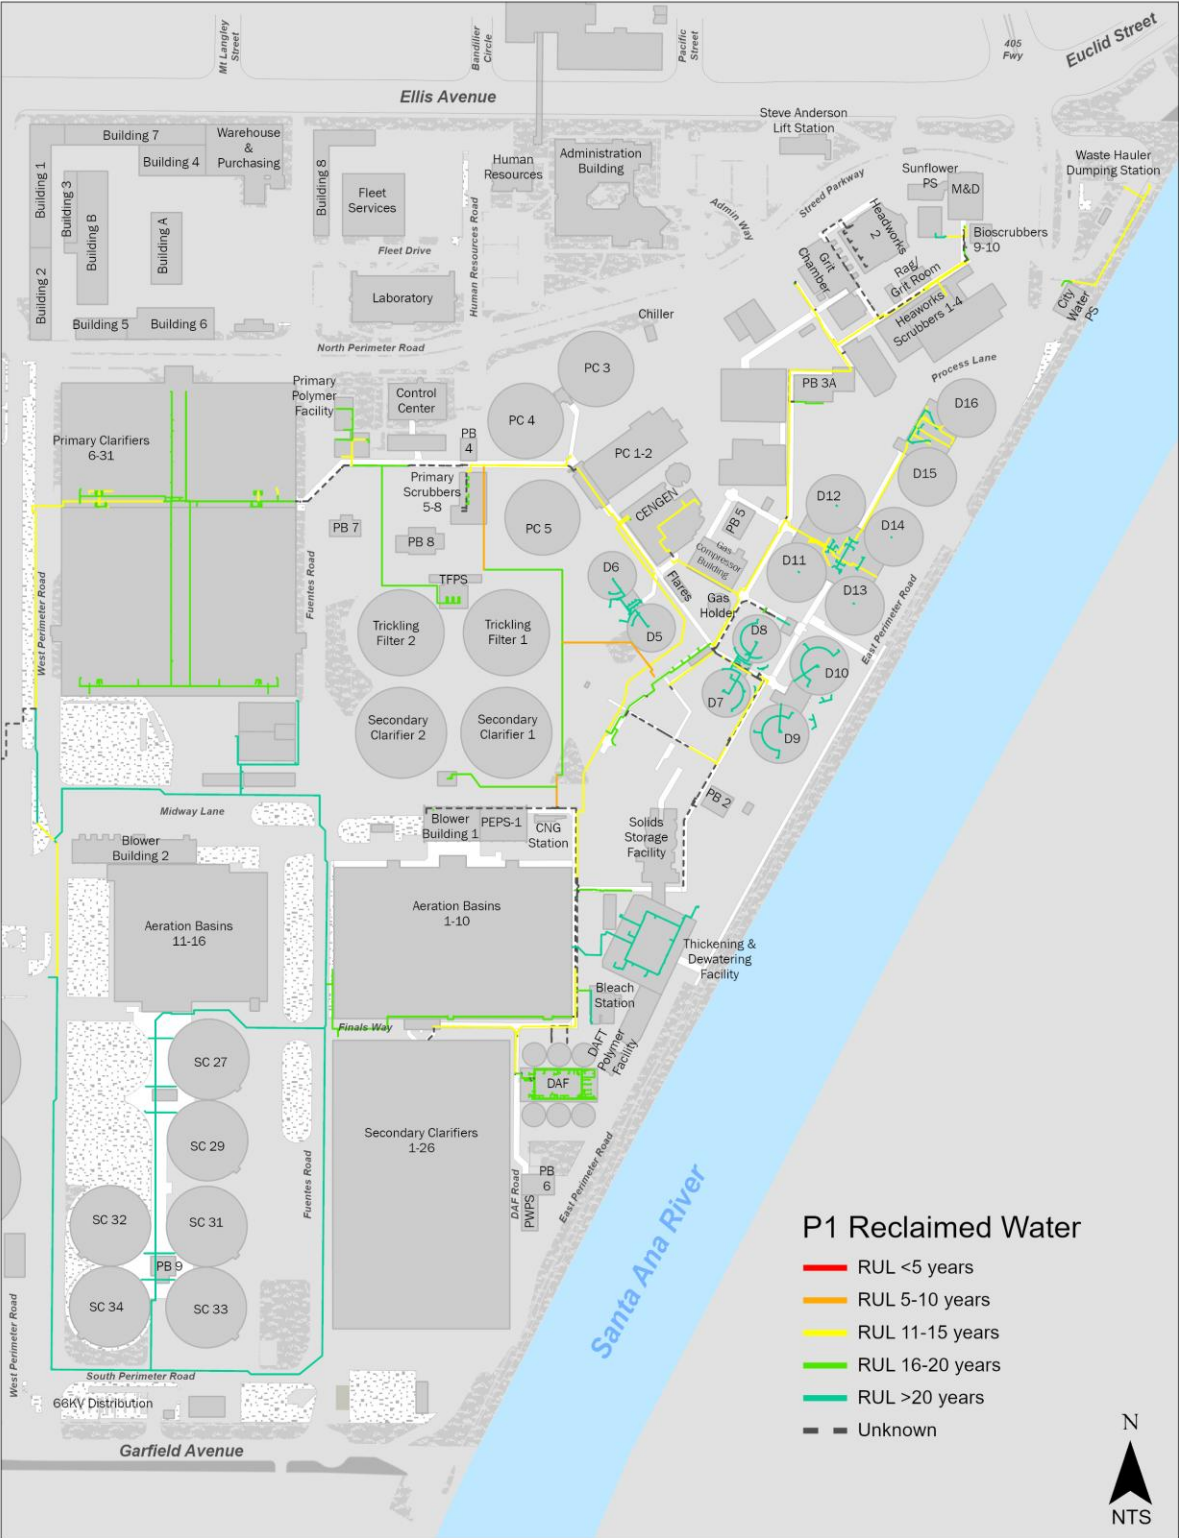 Mt Langley
Street
Bandilier
Circle
Pacific
Street
405
Fwy
Euclid Street
Ellis Avenue
Steve Anderson
Lift Station
Building 7
Warehouse
&
Purchasing
Building 4
Building 1
Building 3
Building B
Building A
Building 2
Building 5
Building 6
Building 8
Fleet
Services
Fleet Drive
Laboratory
Human
Resources
Human Resources Road
Administration
Building
Admin Way
Streed Parkway
Sunflower
PS
M&D
Waste Hauler
Dumping Station
Headworks
2
Bioscrubbers
9-10
Grit
Chamber
Rag/
Grit Room
Heaworks
Scrubbers 1-4
City
Water
PS
Process Lane
Chiller
North Perimeter Road
Primary
Polymer
Facility
Control
Center
PC 3
PC 4
PB 3A
D16
Primary Clarifiers
6-31
PB
4
PC 1-2
D15
Primary
Scrubbers
5-8
CENGEN
D12
PB 5
D14
PB 7
PB 8
PC 5
Gas
Compressor
Building
D11
Fuentes Road
TFPS
D6
Flares
Gas
Holder
D13
West Perimeter Road
Trickling
Filter 2
Trickling
Filter 1
D5
D8
East Perimeter Road
D10
D7
Secondary
Clarifier 2
Secondary
Clarifier 1
D9
Midway Lane
Blower
Building 1
PEPS-1
CNG
Station
Solids
Storage
Facility
PB 2
Blower
Building 2
Aeration Basins
11-16
Aeration Basins
1-10
Thickening &
Dewatering
Facility
Bleach
Station
Finals Way
DAFT
Polymer
Facility
SC 27
DAF
SC 29
Secondary Clarifiers
1-26
SC 32
SC 31
Fuentes Road
DAF Road
PB
6
PWPS
East Perimeter Road
PB 9
SC 34
SC 33
West Perimeter Road
South Perimeter Road
66KV Distribution
Garfield Avenue
Santa Ana River
P1 Reclaimed Water
RUL <5 years
RUL 5-10 years
RUL 11-15 years
RUL 16-20 years
RUL >20 years
Unknown
N
NTS